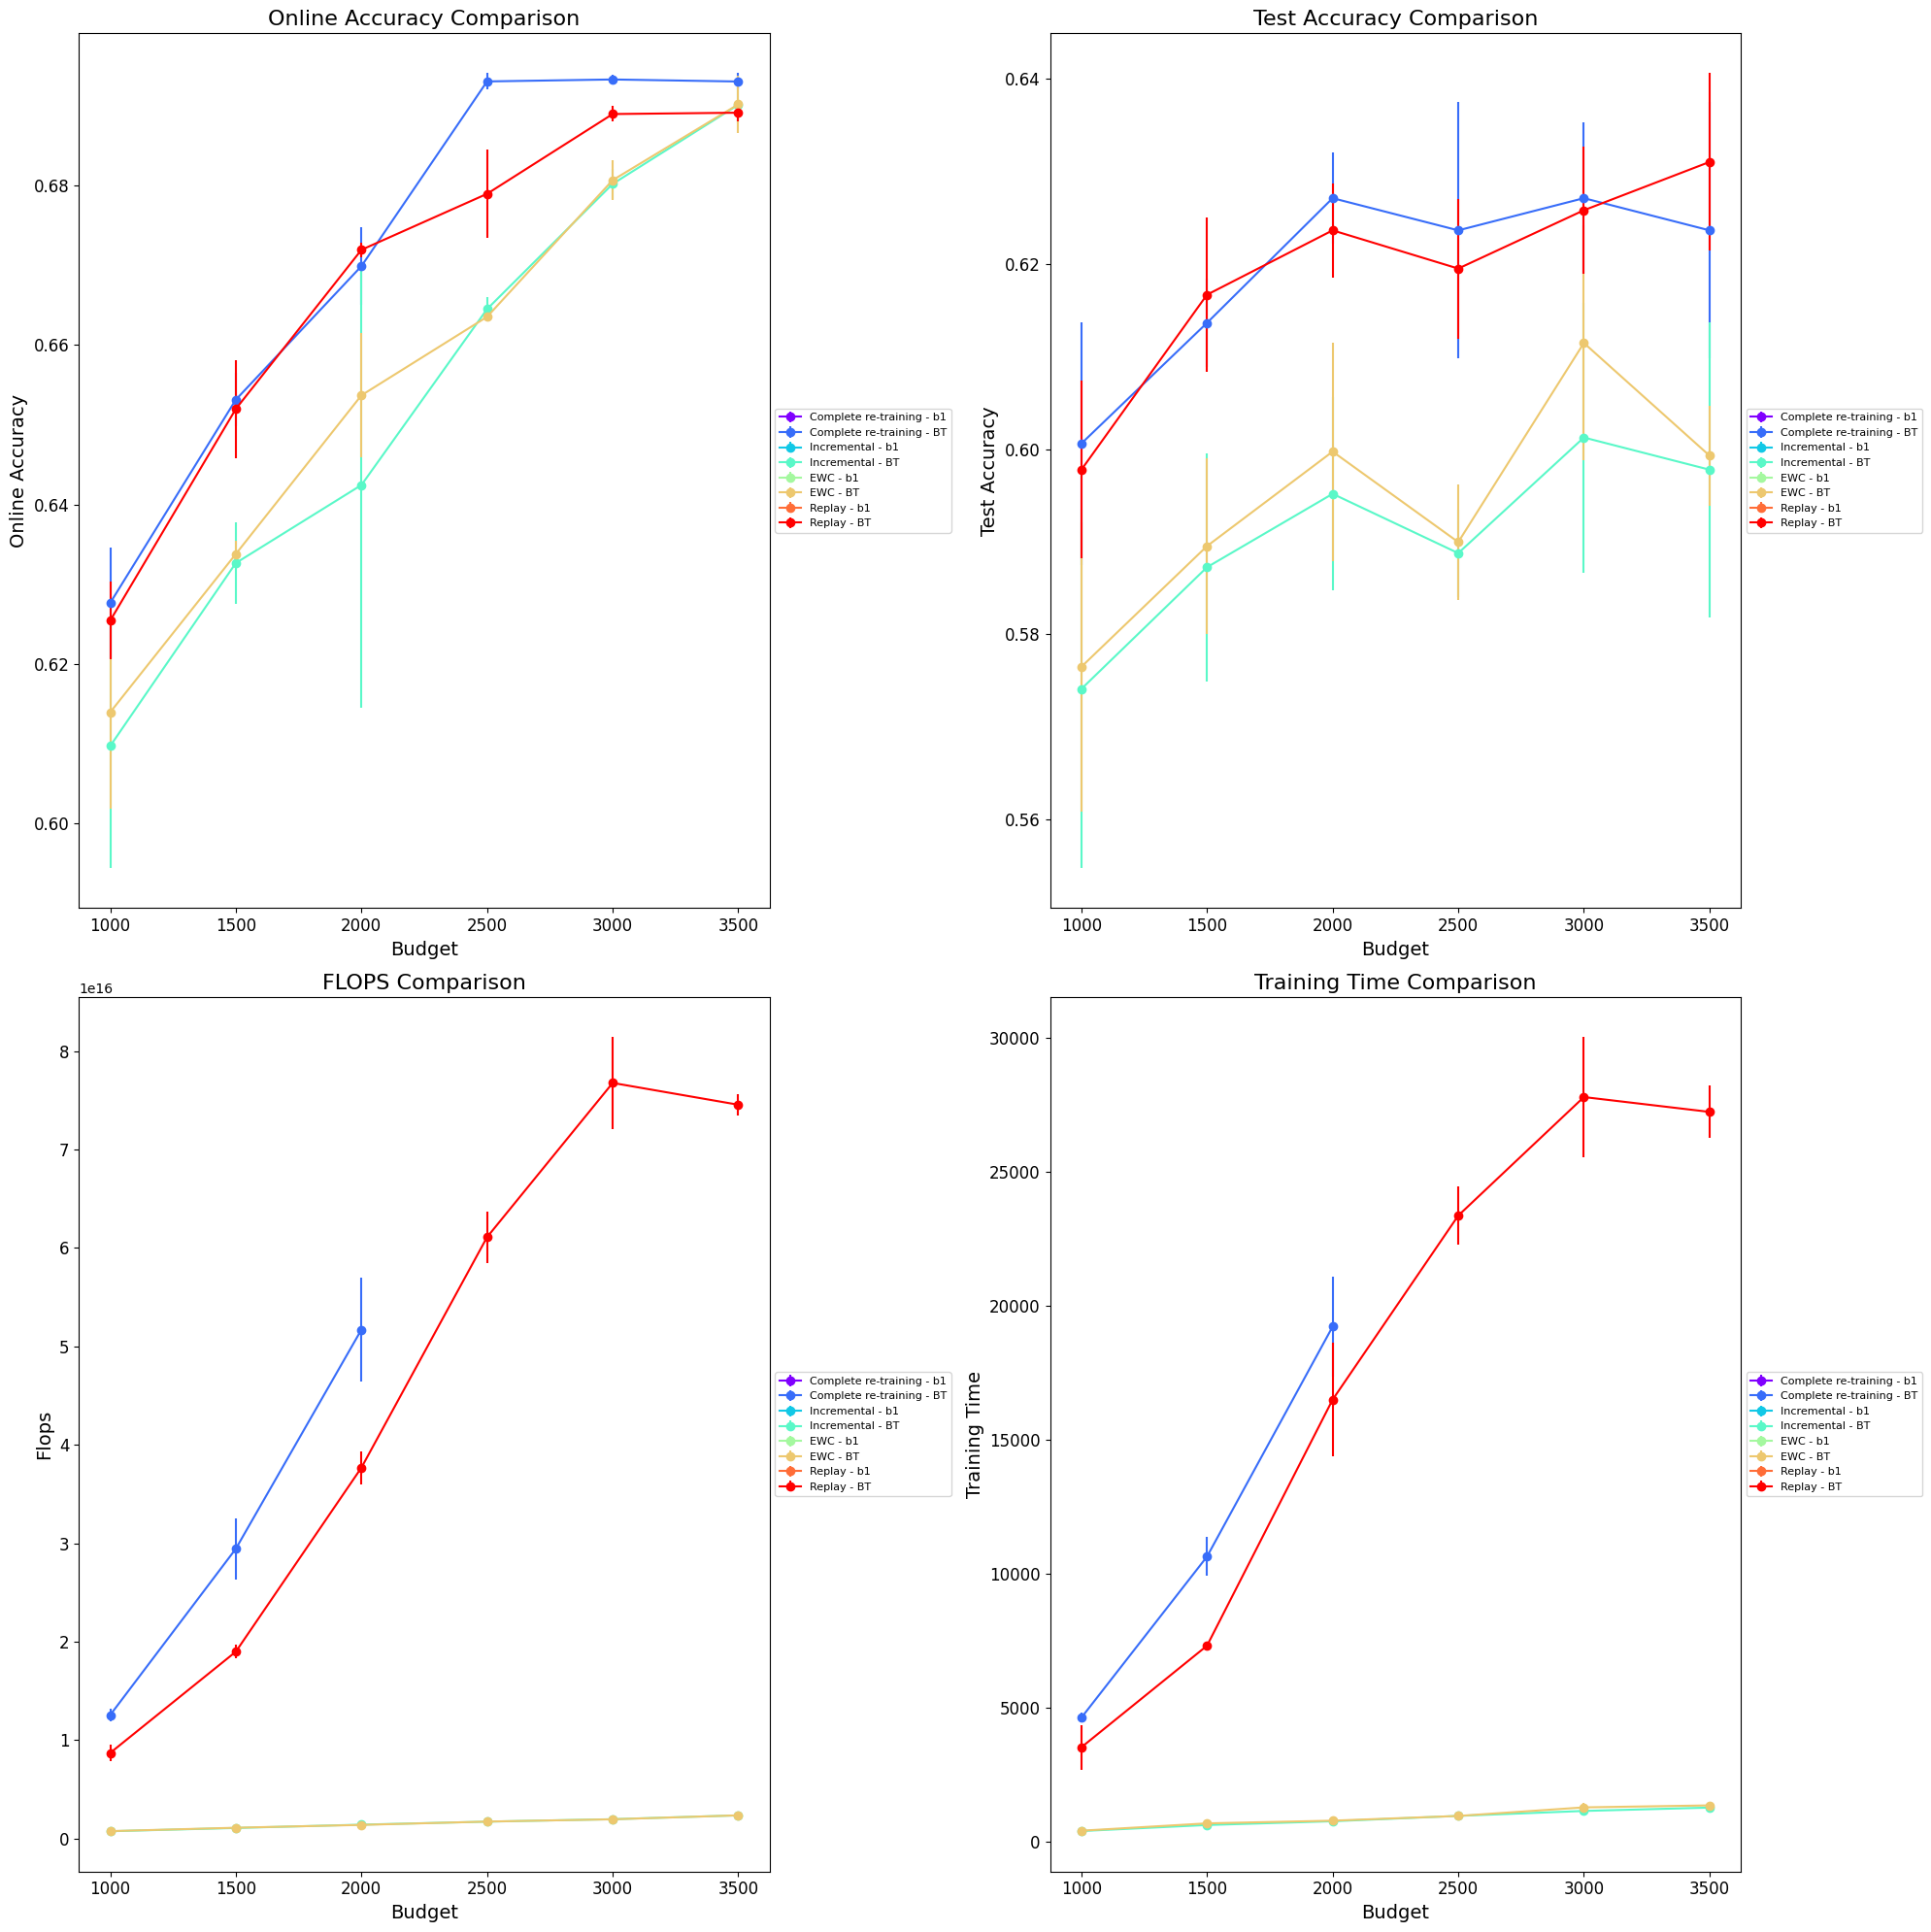 Online Accuracy Comparison
Online Accuracy
0.68
0.66
0.64
0.62
0.60
1000 1500 2000 2500 3000 3500
Budget
Complete re-training - b1
Complete re-training - BT
Incremental - b1
Incremental - BT
EWC - b1
EWC - BT
Replay - b1
Replay - BT
Test Accuracy Comparison
Test Accuracy
0.64
0.62
0.60
0.58
0.56
1000 1500 2000 2500 3000 3500
Budget
Complete re-training - b1
Complete re-training - BT
Incremental - b1
Incremental - BT
EWC - b1
EWC - BT
Replay - b1
Replay - BT
FLOPS Comparison
1e16
Flops
8
7
6
5
4
3
2
1
0
1000 1500 2000 2500 3000 3500
Budget
Complete re-training - b1
Complete re-training - BT
Incremental - b1
Incremental - BT
EWC - b1
EWC - BT
Replay - b1
Replay - BT
Training Time Comparison
Training Time
30000
25000
20000
15000
10000
5000
0
1000 1500 2000 2500 3000 3500
Budget
Complete re-training - b1
Complete re-training - BT
Incremental - b1
Incremental - BT
EWC - b1
EWC - BT
Replay - b1
Replay - BT